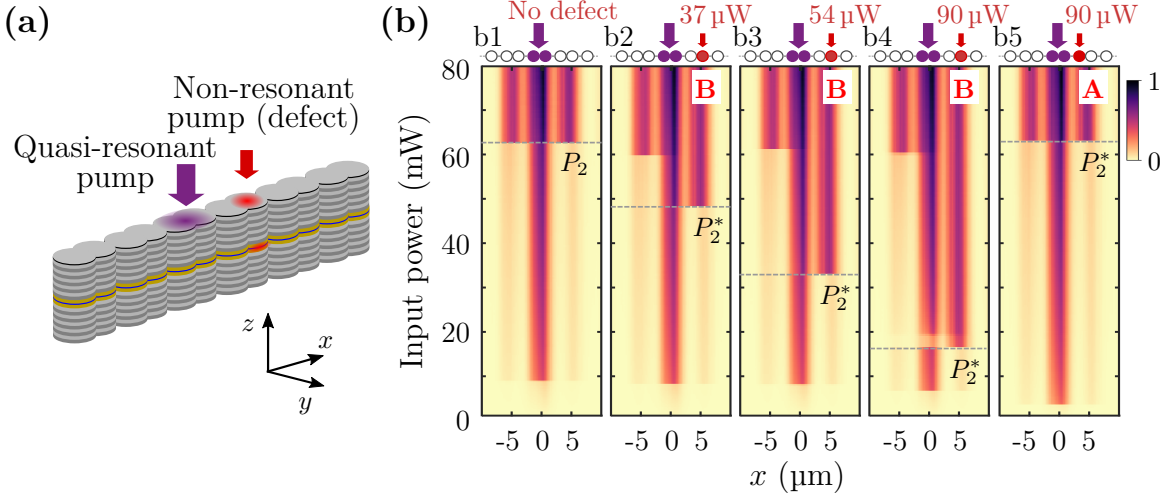 (a)
Non-resonant
pump (defect)
Quasi-resonant
pump
z
x
y
(b)
No defect
37 µW
54 µW
90 µW
90 µW
b1
b2
b3
b4
b5
B
B
B
A
80
60
40
20
0
Input power (mW)
P₂
P₂*
P₂*
P₂*
P₂*
1
0
-5 0 5
-5 0 5
-5 0 5
-5 0 5
-5 0 5
x (µm)